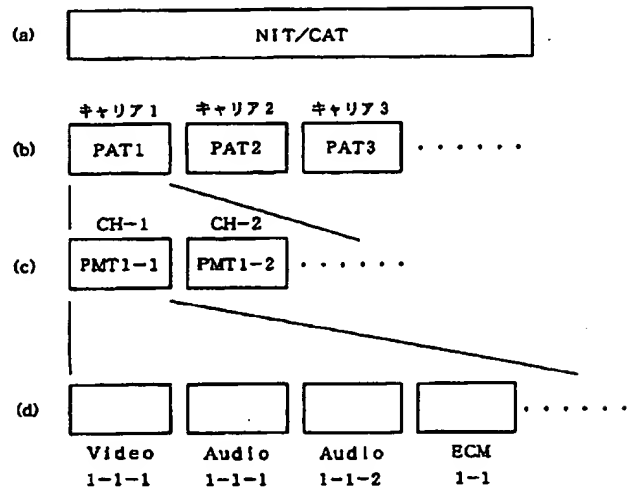 (a) NIT/CAT
キャリア1 キャリア2 キャリア3
(b) PAT1 PAT2 PAT3 ‥‥‥
CH-1 CH-2
(c) PMT1-1 PMT1-2 ‥‥‥
(d) ‥‥‥
Video Audio Audio ECM
1-1-1 1-1-1 1-1-2 1-1